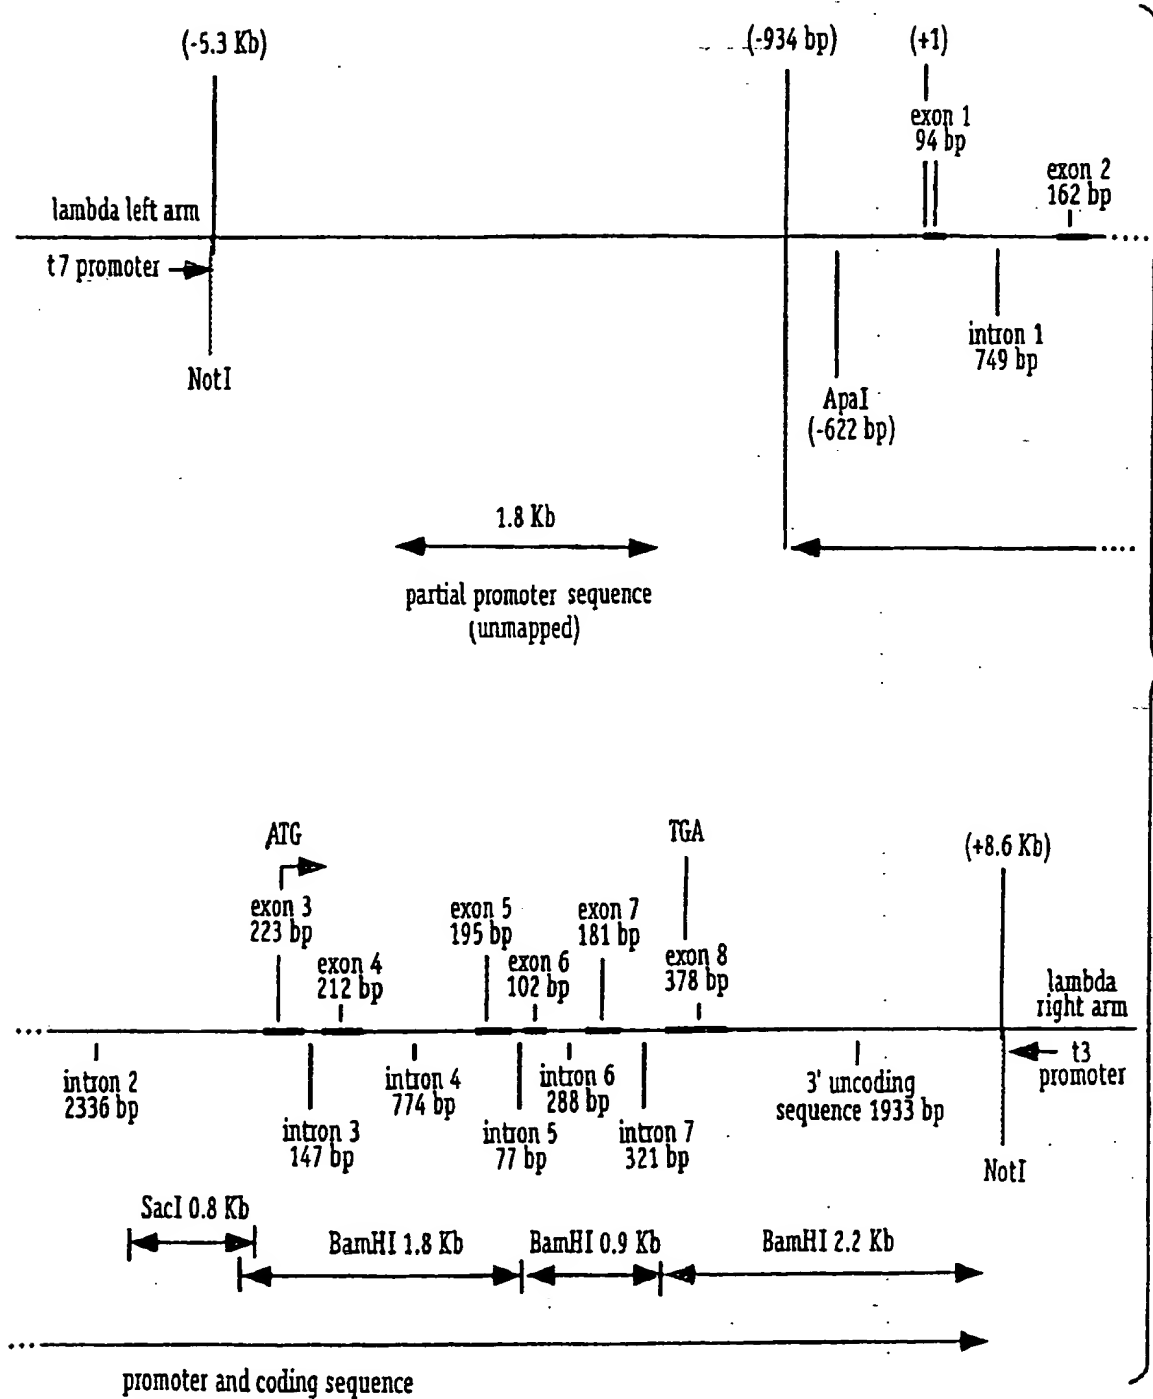 (-5.3 Kb)
(-934 bp)
(+1)
exon 1
94 bp
exon 2
162 bp
lambda left arm
t7 promoter
NotI
intron 1
749 bp
ApaI
(-622 bp)
1.8 Kb
partial promoter sequence
(unmapped)
ATG
TGA
(+8.6 Kb)
exon 3
223 bp
exon 4
212 bp
exon 5
195 bp
exon 6
102 bp
exon 7
181 bp
exon 8
378 bp
lambda
right arm
intron 2
2336 bp
intron 3
147 bp
intron 4
774 bp
intron 5
77 bp
intron 6
288 bp
intron 7
321 bp
3' uncoding
sequence 1933 bp
t3
promoter
NotI
SacI 0.8 Kb
BamHI 1.8 Kb
BamHI 0.9 Kb
BamHI 2.2 Kb
promoter and coding sequence